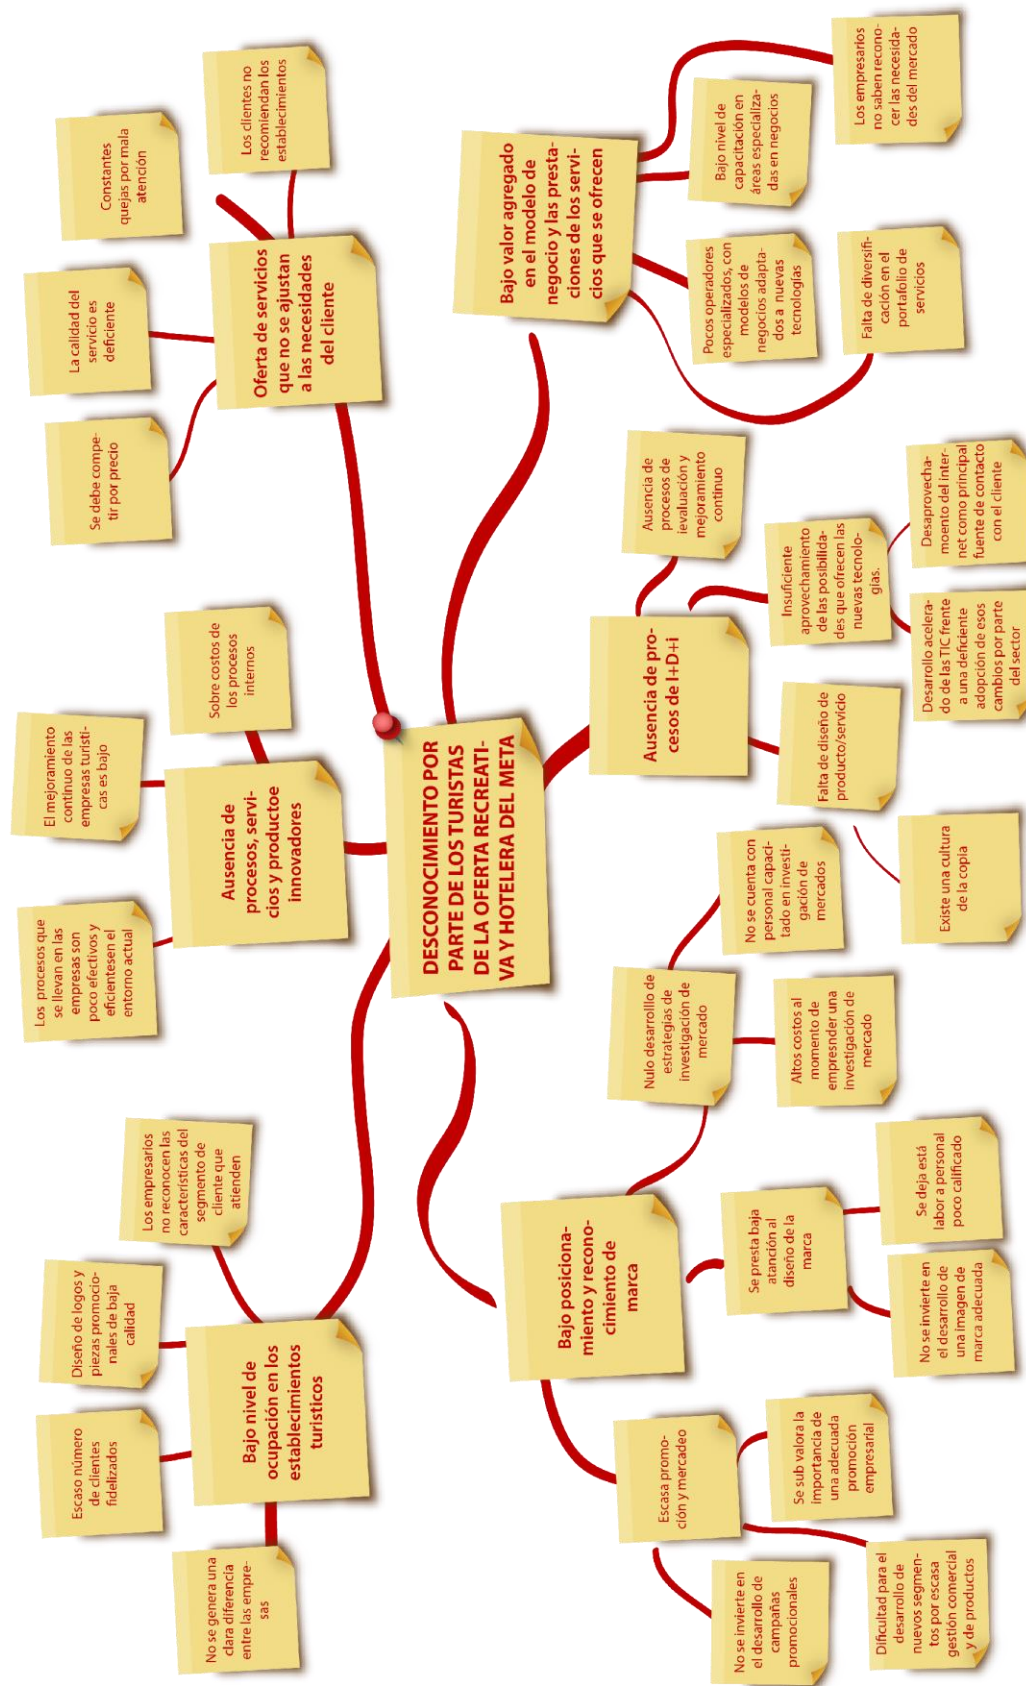 No se genera una
clara diferencia
entre las empre-
sas
Escaso número
de clientes
fidelizados
Diseño de logos y
piezas promocio-
nales de baja
calidad
Los empresarios
no reconocen las
características del
segmento de
cliente que
atienden
Bajo nivel de
ocupación en los
establecimientos
turisticos
Los procesos que
se llevan en las
empresas son
poco efectivos y
eficientesen el
entorno actual
El mejoramiento
continuo de las
empresas turísti-
cas es bajo
Sobre costos de
los procesos
internos
Ausencia de
procesos, servi-
cios y productoe
innovadores
Se debe compe-
tir por precio
La calidad del
servicio es
deficiente
Constantes
quejas por mala
atención
Los clientes no
recomiendan los
establecimientos
Oferta de servicios
que no se ajustan
a las necesidades
del cliente
DESCONOCIMIENTO POR
PARTE DE LOS TURISTAS
DE LA OFERTA RECREATI-
VA Y HOTELERA DEL META
Bajo posiciona-
miento y recono-
cimiento de
marca
Escasa promo-
ción y mercadeo
No se invierte en
el desarrollo de
campañas
promocionales
Dificultad para el
desarrollo de
nuevos segmen-
tos por escasa
gestión comercial
y de productos
Se sub valora la
importancia de
una adecuada
promoción
empresarial
Se presta baja
atanción al
diseño de la
marca
No se invierte en
el desarrollo de
una imagen de
marca adecuada
Se deja está
labor a personal
poco calificado
Nulo desarrolllo de
estrategias de
investigación de
mercado
Altos costos al
momento de
empresnder una
investigación de
mercado
No se cuenta con
personal capaci-
tado en investi-
gación de
mercados
Ausencia de pro-
cesos de I+D+i
Falta de diseño de
producto/servicio
Existe una cultura
de la copia
Ausencia de
procesos de
ievaluación y
mejoramiento
continuo
Insuficiente
aprovechamiento
de las posibilida-
des que ofrecen las
nuevas tecnolo-
gías.
Desarrollo acelera-
do de las TIC frente
a una deficiente
adopción de esos
cambios por parte
del sector
Desaprovecha-
moento del inter-
net como principal
fuente de contacto
con el cliente
Bajo valor agregado
en el modelo de
negocio y las presta-
ciones de los servi-
cios que se ofrecen
Pocos operadores
especializados, con
modelos de
negocios adapta-
dos a nuevas
tecnologías
Falta de diversifi-
cación en el
portafolio de
servicios
Bajo nivel de
capacitación en
áreas especializa-
das en negocios
Los empresarios
no saben recono-
cer las necesida-
des del mercado